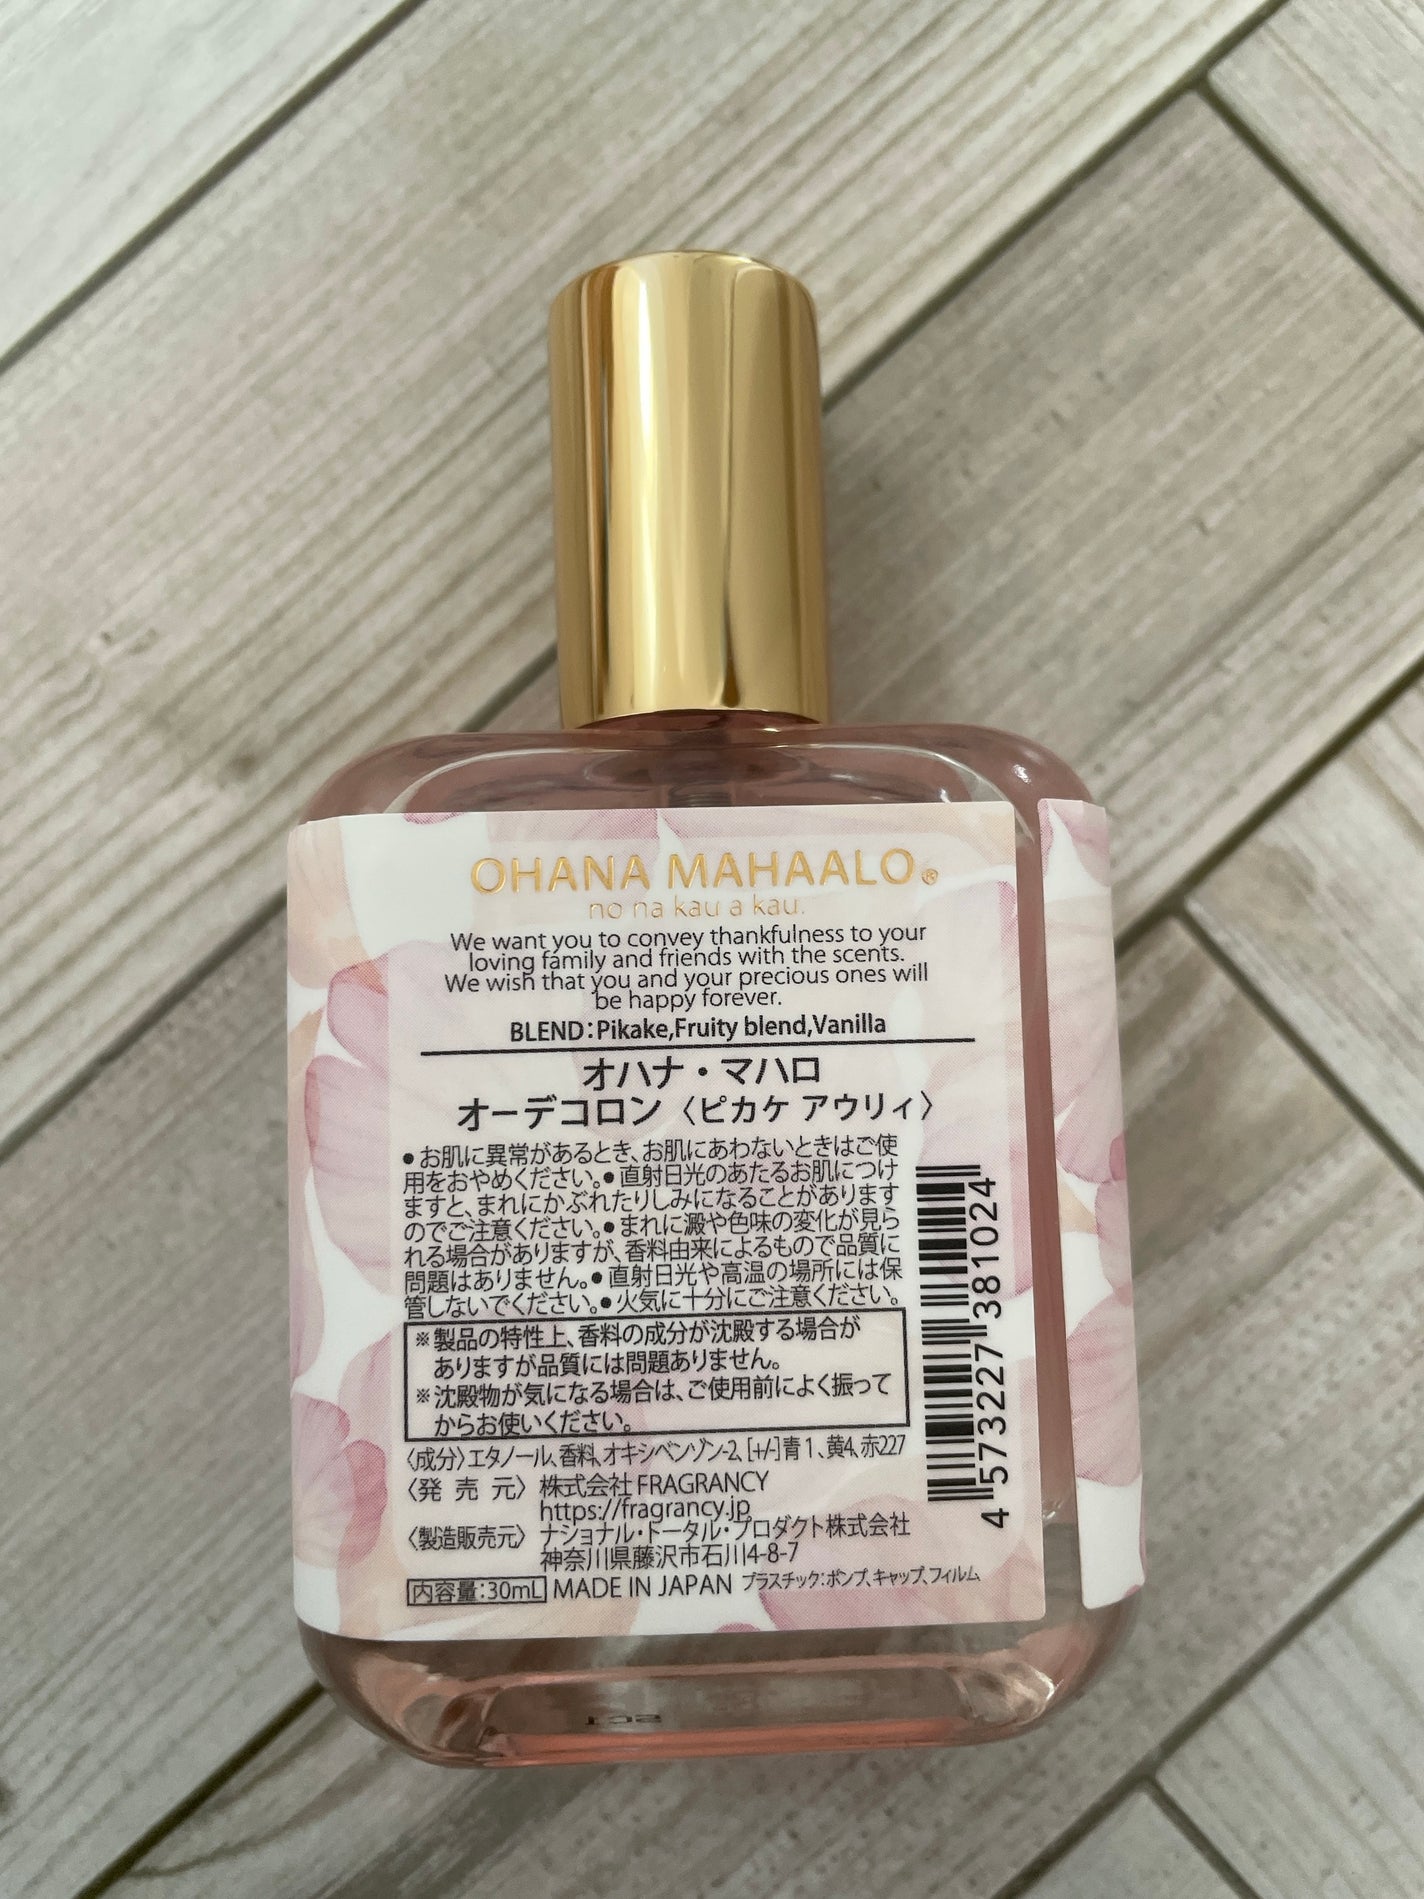 OHANA MAHAALO®
no na kau a kau.
We want you to convey thankfulness to your
loving family and friends with the scents.
We wish that you and your precious ones will
be happy forever.
BLEND:Pikake,Fruity blend,Vanilla
オハナ・マハロ
オーデコロン〈ピカケ アウリィ〉
●お肌に異常があるとき、お肌にあわないときはご使
用をおやめください。●直射日光のあたるお肌につけ
ますと、まれにかぶれたりしみになることがあります
のでご注意ください。●まれに澱や色味の変化が見ら
れる場合がありますが、香料由来によるもので品質に
問題はありません。●直射日光や高温の場所には保
管しないでください。●火気に十分にご注意ください。
※製品の特性上、香料の成分が沈殿する場合が
ありますが品質には問題ありません。
※沈殿物が気になる場合は、ご使用前によく振って
からお使いください。
〈成分〉エタノール、香料、オキシベンゾン-2、[+/-]青1、黄4、赤227
〈発売元〉株式会社 FRAGRANCY
https://fragrancy.jp
〈製造販売元〉ナショナル・トータル・プロダクト株式会社
神奈川県藤沢市石川4-8-7
内容量:30mL MADE IN JAPAN プラスチック:ポンプ、キャップ、フィルム
4 573227 381024